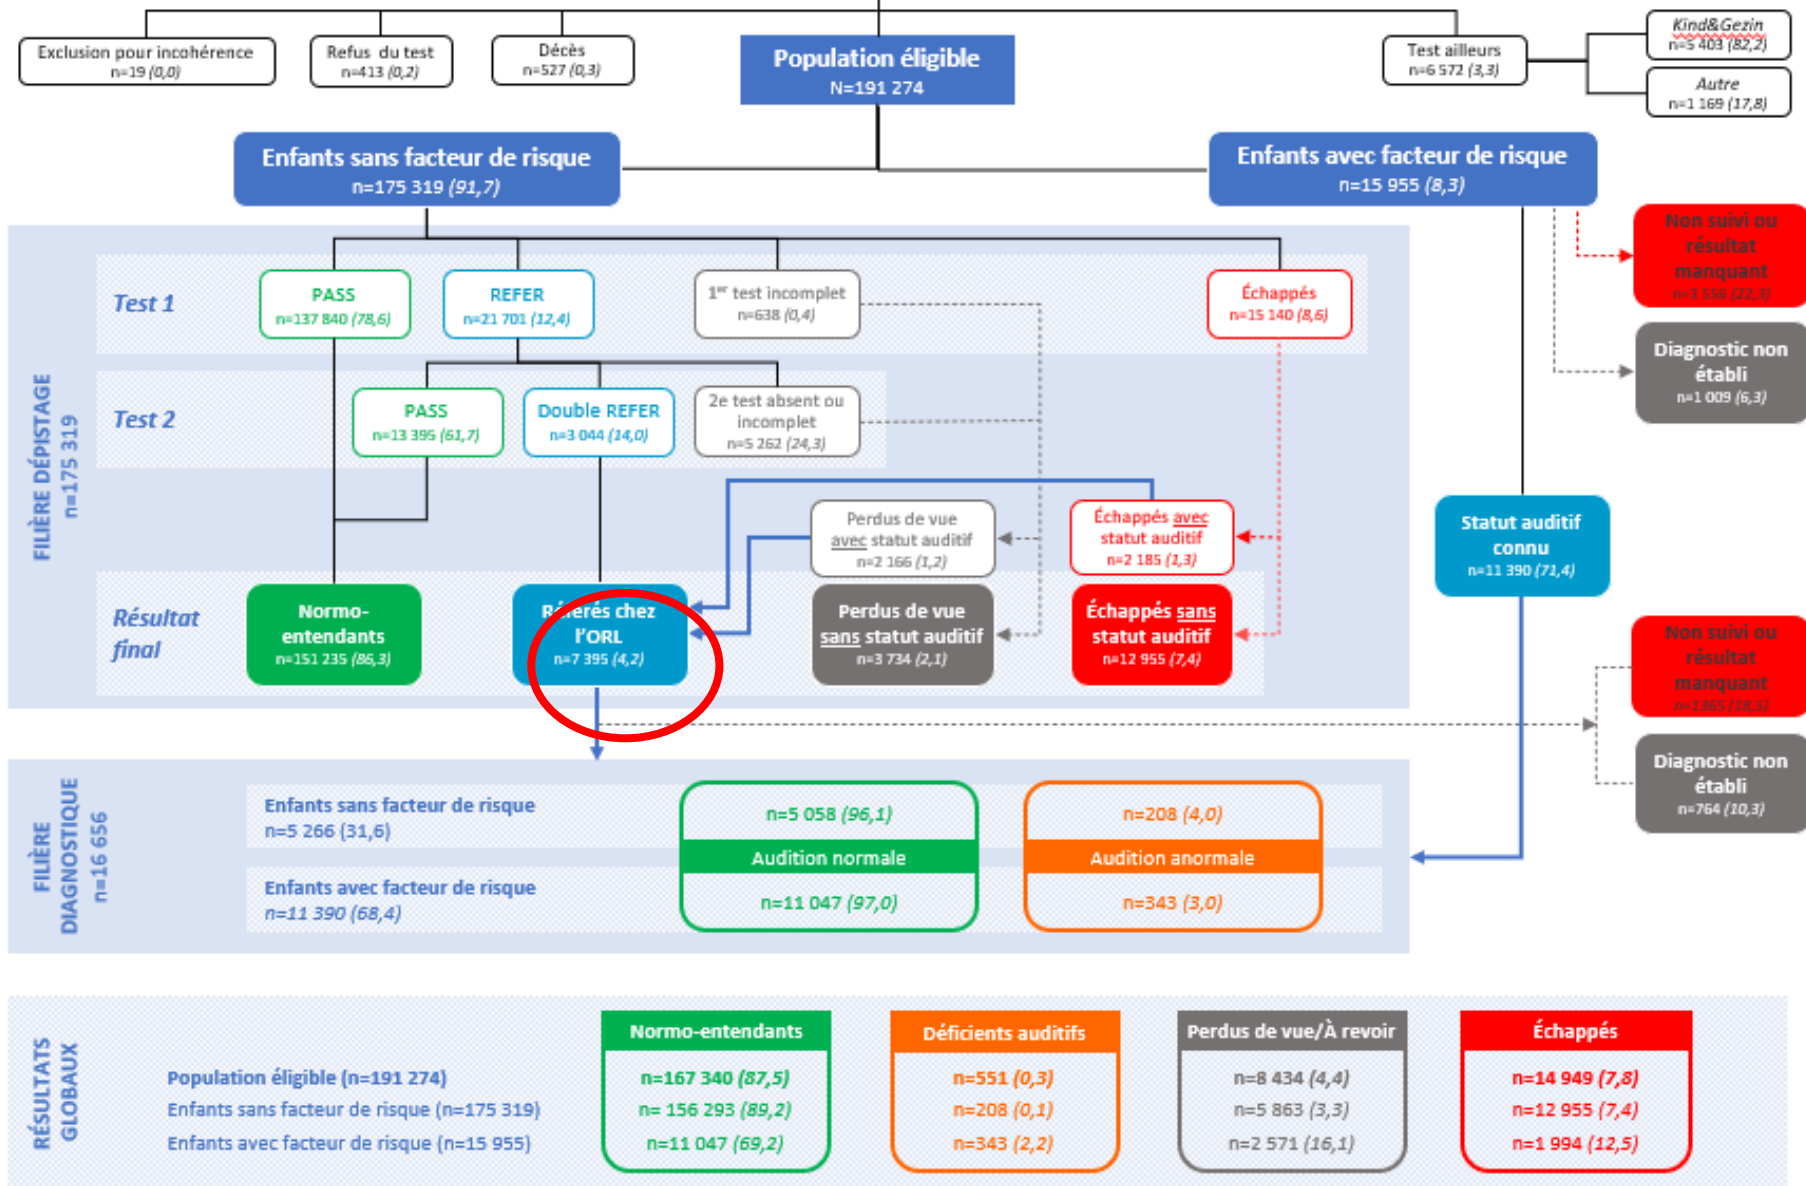 Exclusion pour incohérence
n=19 (0,0)
Refus du test
n=413 (0,2)
Décès
n=527 (0,3)
Population éligible
N=191 274
Test ailleurs
n=6 572 (3,3)
Kind&Gezin
n=5 403 (82,2)
Autre
n=1 169 (17,8)
Enfants sans facteur de risque
n=175 319 (91,7)
Enfants avec facteur de risque
n=15 955 (8,3)
Non suivi ou
résultat
manquant
n=3 556 (22,3)
Diagnostic non
établi
n=1 009 (6,3)
FILIÈRE DÉPISTAGE
n=175 319
Test 1
PASS
n=137 840 (78,6)
REFER
n=21 701 (12,4)
1er test incomplet
n=638 (0,4)
Échappés
n=15 140 (8,6)
Test 2
PASS
n=13 395 (61,7)
Double REFER
n=3 044 (14,0)
2e test absent ou
incomplet
n=5 262 (24,3)
Perdus de vue
avec statut auditif
n=2 166 (1,2)
Échappés avec
statut auditif
n=2 185 (1,3)
Statut auditif
connu
n=11 390 (71,4)
Résultat
final
Normo-
entendants
n=151 235 (86,3)
Référés chez
l'ORL
n=7 395 (4,2)
Perdus de vue
sans statut auditif
n=3 734 (2,1)
Échappés sans
statut auditif
n=12 955 (7,4)
Non suivi ou
résultat
manquant
n=1365 (18,5)
Diagnostic non
établi
n=764 (10,3)
FILIÈRE
DIAGNOSTIQUE
n=16 656
Enfants sans facteur de risque
n=5 266 (31,6)
n=5 058 (96,1)
n=208 (4,0)
Audition normale
Audition anormale
Enfants avec facteur de risque
n=11 390 (68,4)
n=11 047 (97,0)
n=343 (3,0)
RÉSULTATS
GLOBAUX
Normo-entendants
Déficients auditifs
Perdus de vue/À revoir
Échappés
Population éligible (n=191 274)
n=167 340 (87,5)
n=551 (0,3)
n=8 434 (4,4)
n=14 949 (7,8)
Enfants sans facteur de risque (n=175 319)
n= 156 293 (89,2)
n=208 (0,1)
n=5 863 (3,3)
n=12 955 (7,4)
Enfants avec facteur de risque (n=15 955)
n=11 047 (69,2)
n=343 (2,2)
n=2 571 (16,1)
n=1 994 (12,5)